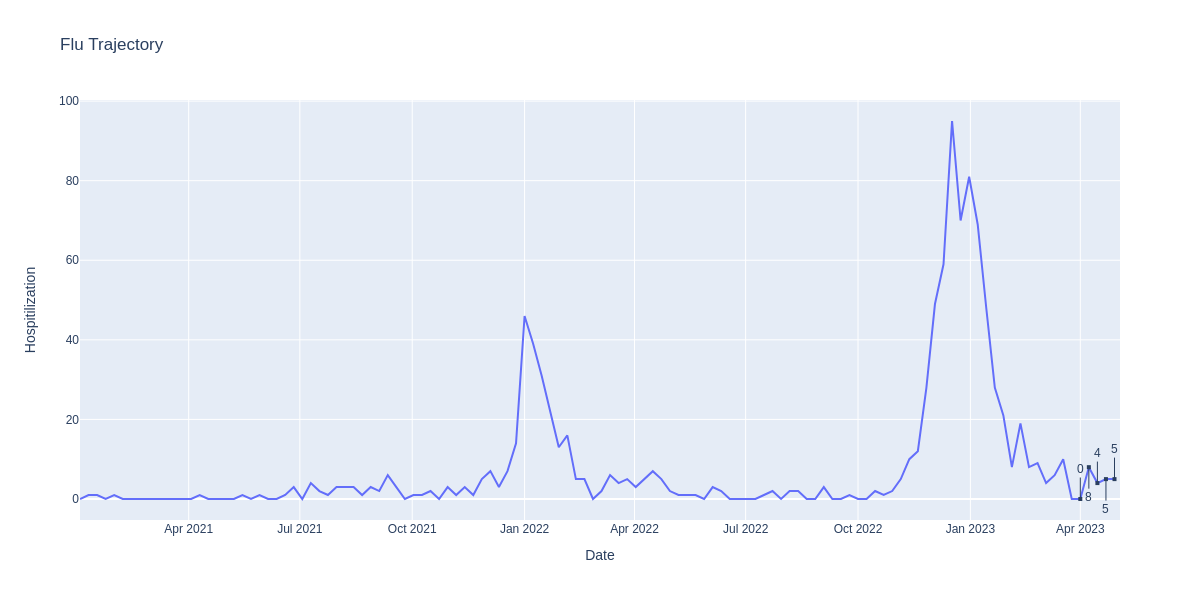 Flu Trajectory
100
80
60
40
20
0
Hospitilization
0
8
4
5
5
Apr 2021
Jul 2021
Oct 2021
Jan 2022
Apr 2022
Jul 2022
Oct 2022
Jan 2023
Apr 2023
Date